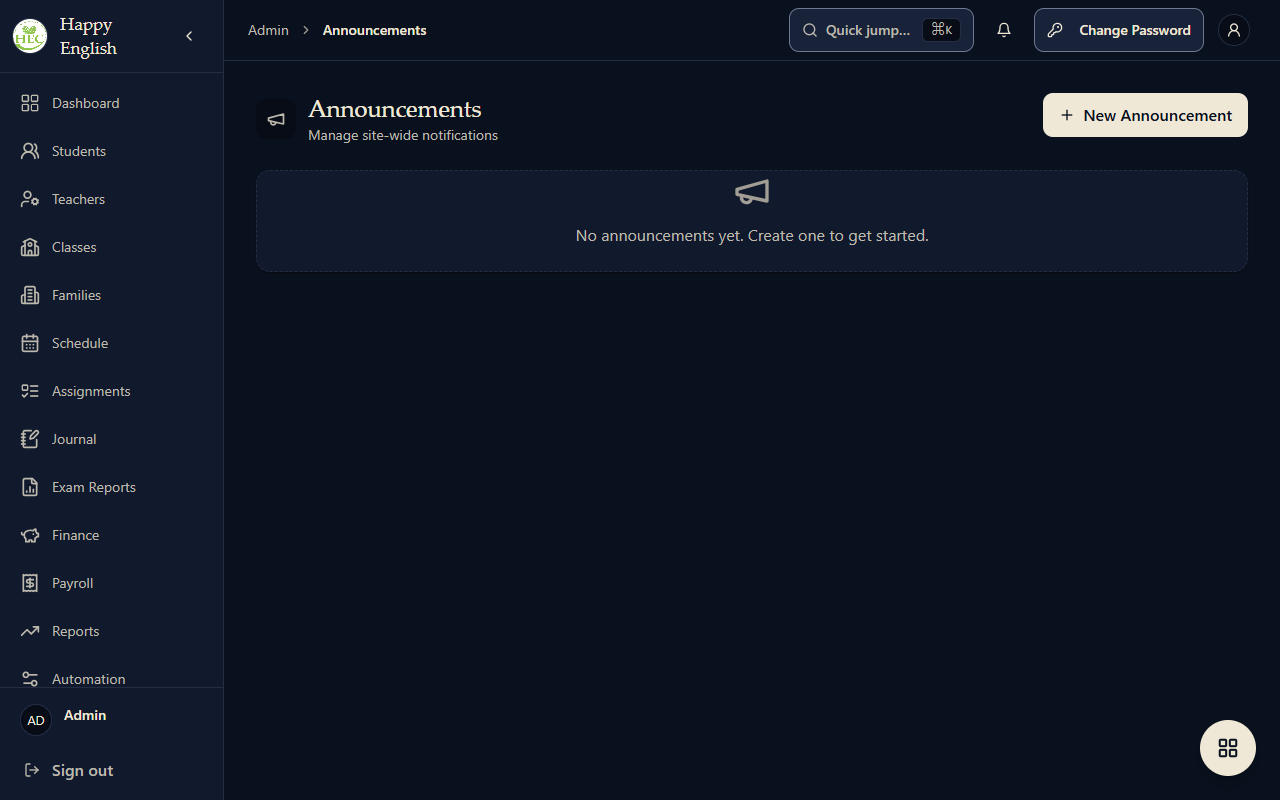 HEC
Happy
English
Dashboard
Students
Teachers
Classes
Families
Schedule
Assignments
Journal
Exam Reports
Finance
Payroll
Reports
Automation
AD
Admin
Sign out
Admin > Announcements
Quick jump... ⌘K
Change Password
Announcements
Manage site-wide notifications
New Announcement
No announcements yet. Create one to get started.